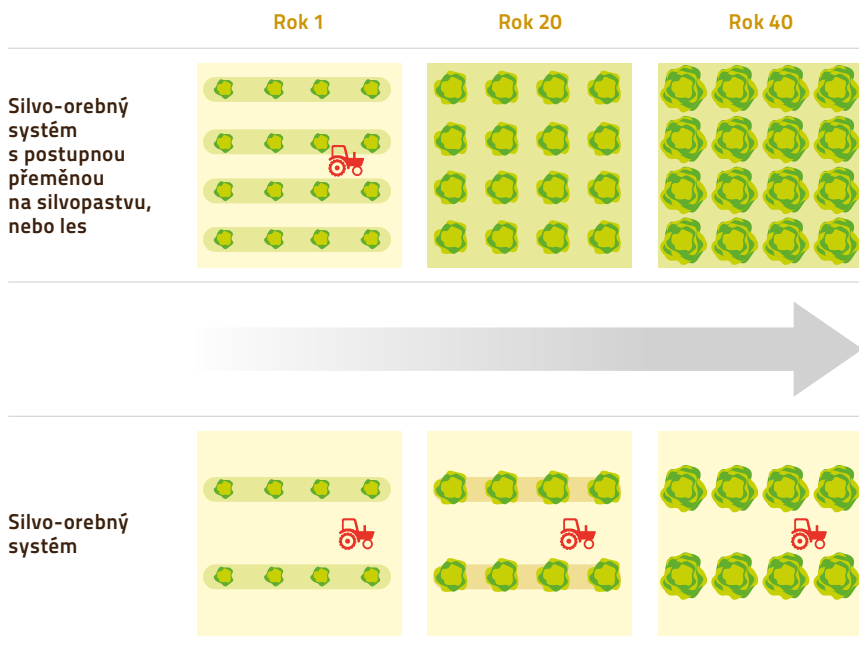 Rok 1
Rok 20
Rok 40
Silvo-orebný
systém
s postupnou
přeměnou
na silvopastvu,
nebo les
Silvo-orebný
systém